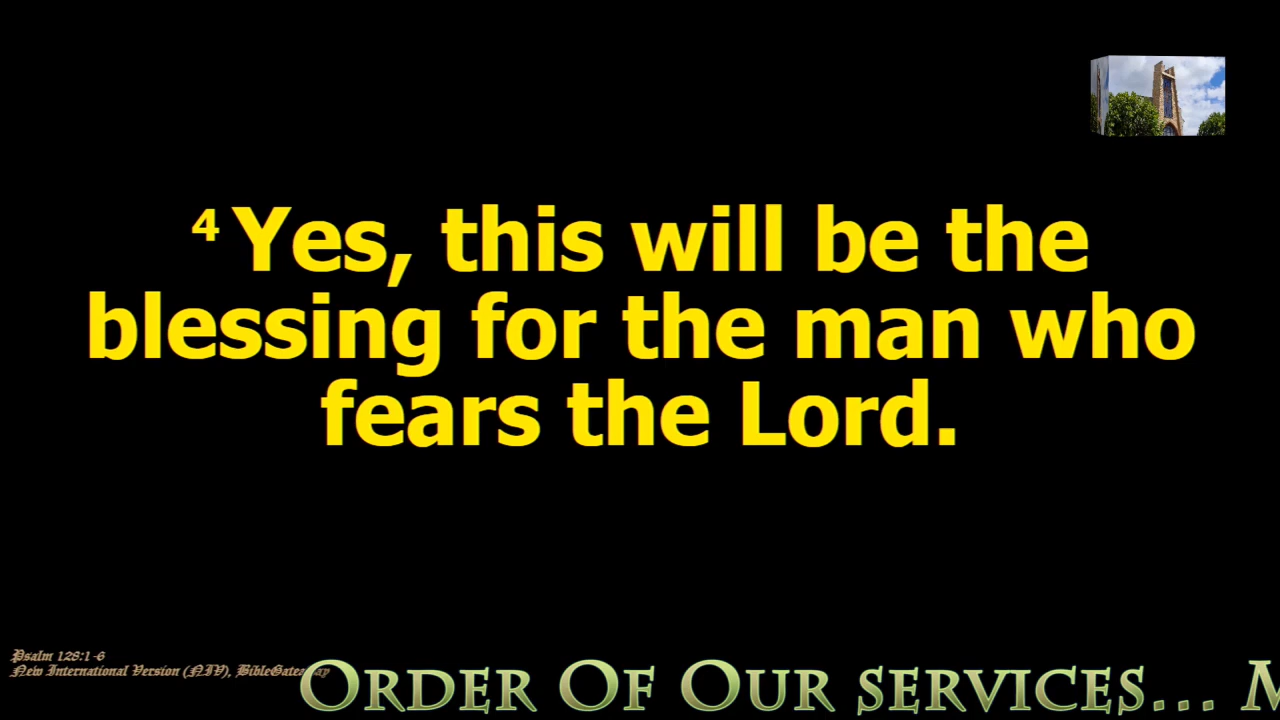 4 Yes, this will be the
blessing for the man who
fears the Lord.
Psalm 128:1-6
New International Version (NIV), BibleGateway
Order Of Our services... M